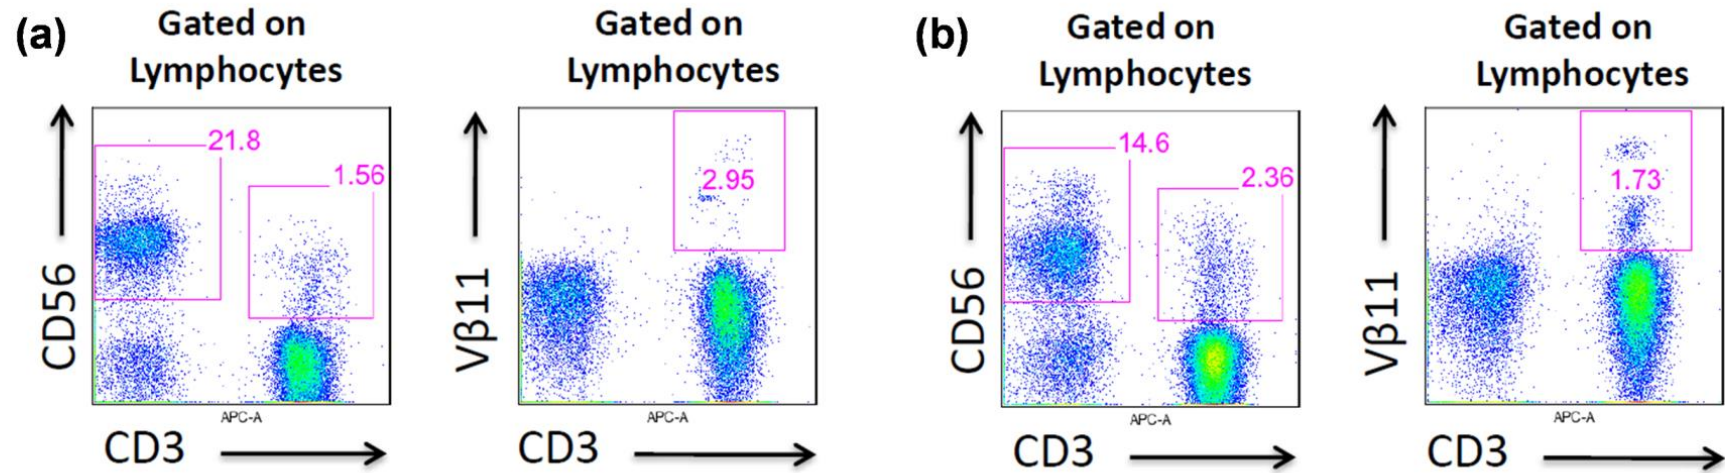 (a)
Gated on
Lymphocytes
21.8
1.56
CD56
APC-A
CD3
Gated on
Lymphocytes
2.95
Vβ11
CD3
(b)
Gated on
Lymphocytes
14.6
2.36
CD56
APC-A
CD3
Gated on
Lymphocytes
1.73
Vβ11
APC-A
CD3